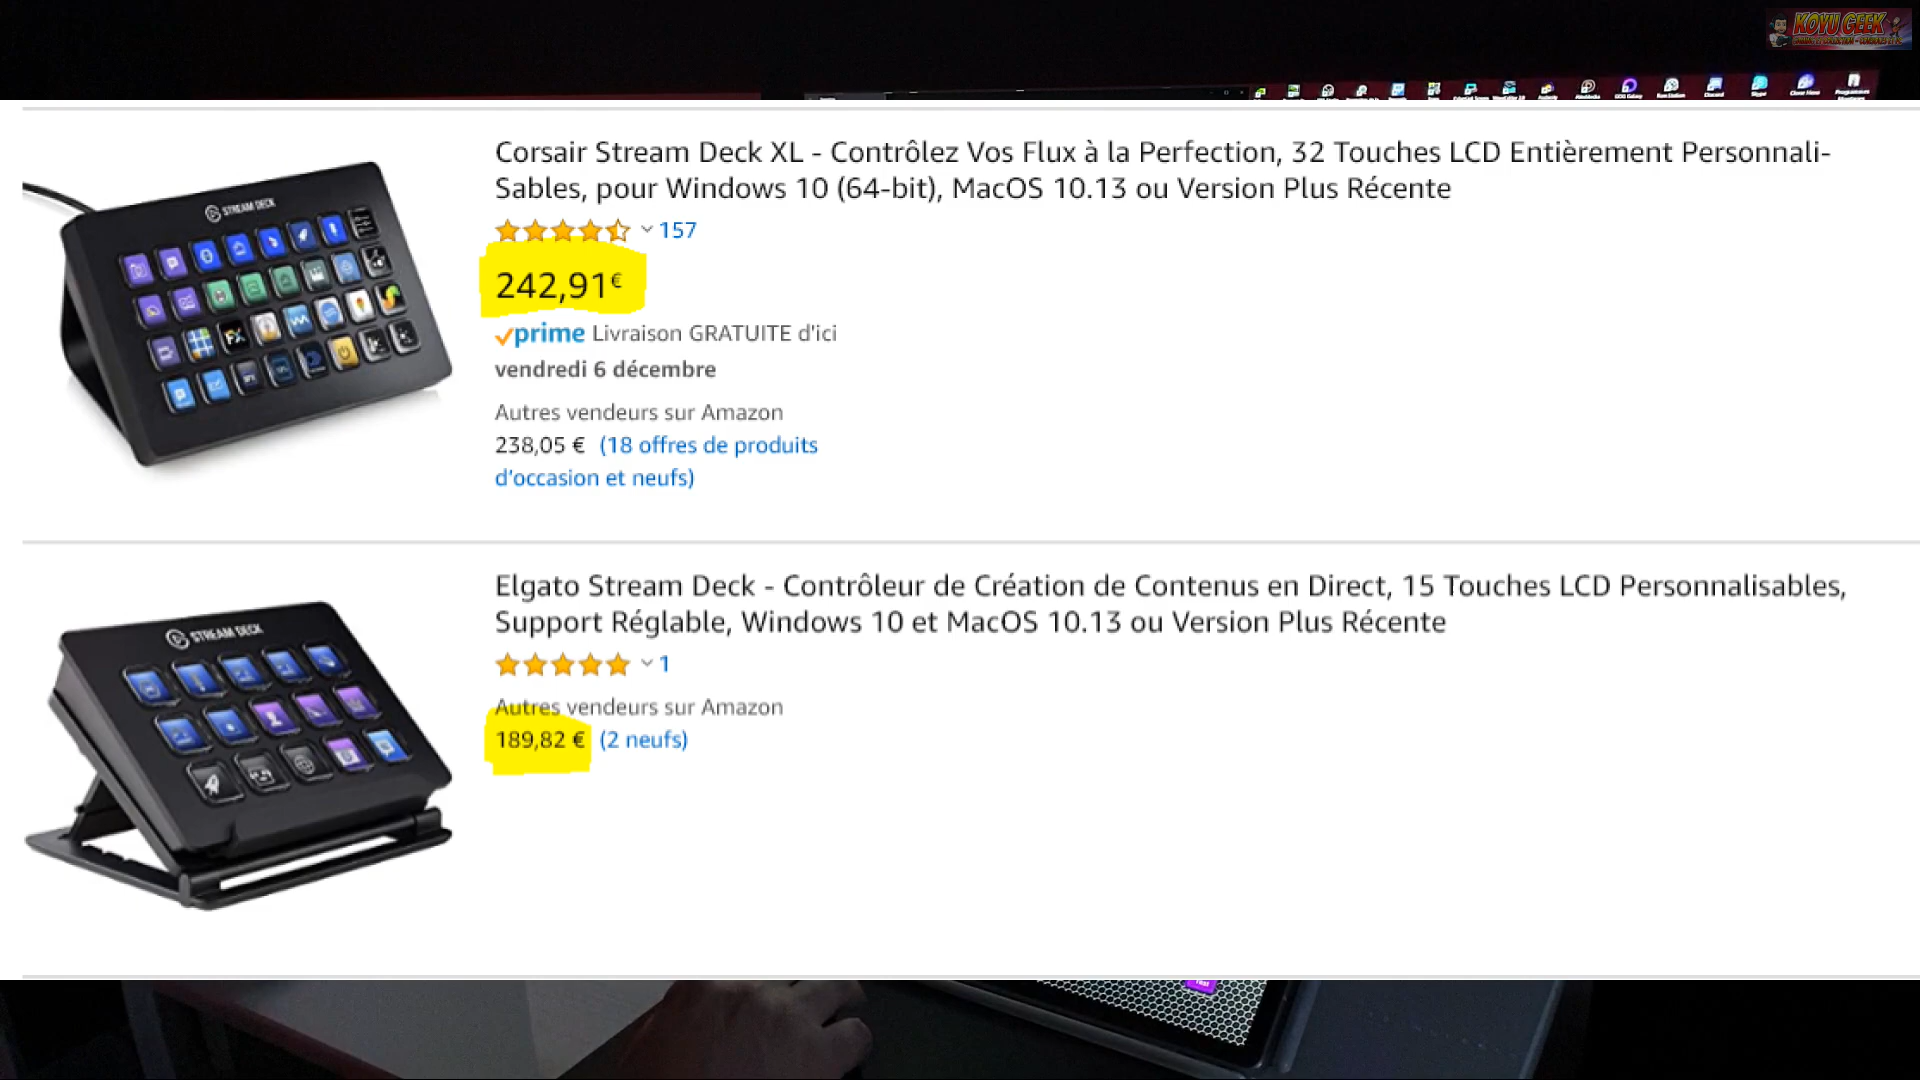 KOYU GEEK
Corsair Stream Deck XL - Contrôlez Vos Flux à la Perfection, 32 Touches LCD Entièrement Personnali-
Sables, pour Windows 10 (64-bit), MacOS 10.13 ou Version Plus Récente
157
242,91€
prime Livraison GRATUITE d'ici
vendredi 6 décembre
Autres vendeurs sur Amazon
238,05 € (18 offres de produits
d'occasion et neufs)
STREAM DECK
Elgato Stream Deck - Contrôleur de Création de Contenus en Direct, 15 Touches LCD Personnalisables,
Support Réglable, Windows 10 et MacOS 10.13 ou Version Plus Récente
1
Autres vendeurs sur Amazon
189,82 € (2 neufs)
STREAM DECK